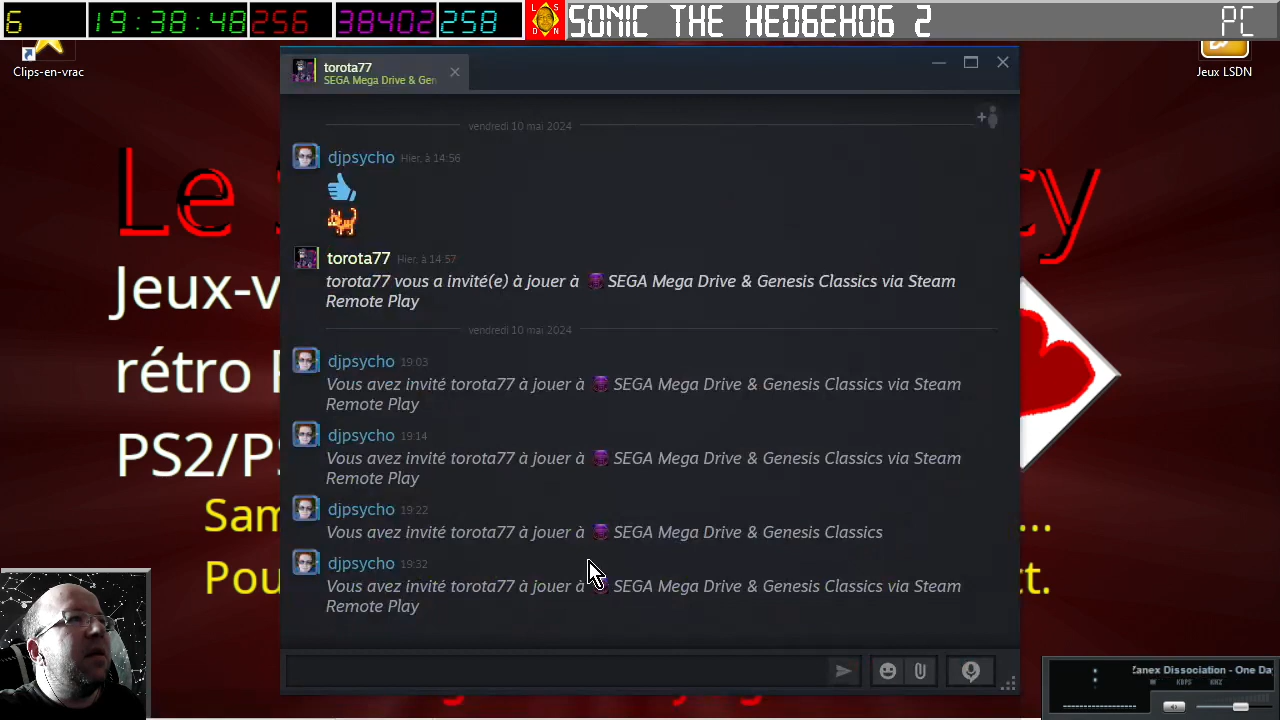 6 19:38:48 256 38402 258 LSDN SONIC THE HEDGEHOG 2 PC
Clips-en-vrac
Jeux LSDN
torota77
SEGA Mega Drive & Gen
vendredi 10 mai 2024
djpsycho Hier, à 14:56
torota77 Hier, à 14:57
torota77 vous a invité(e) à jouer à SEGA Mega Drive & Genesis Classics via Steam
Remote Play
vendredi 10 mai 2024
djpsycho 19:03
Vous avez invité torota77 à jouer à SEGA Mega Drive & Genesis Classics via Steam
Remote Play
djpsycho 19:14
Vous avez invité torota77 à jouer à SEGA Mega Drive & Genesis Classics via Steam
Remote Play
djpsycho 19:22
Vous avez invité torota77 à jouer à SEGA Mega Drive & Genesis Classics
djpsycho 19:32
Vous avez invité torota77 à jouer à SEGA Mega Drive & Genesis Classics via Steam
Remote Play
Le
cy
Jeux-v
rétro
PS2/PS
Sam
...
Pou
ct.
Zanex Dissociation - One Da